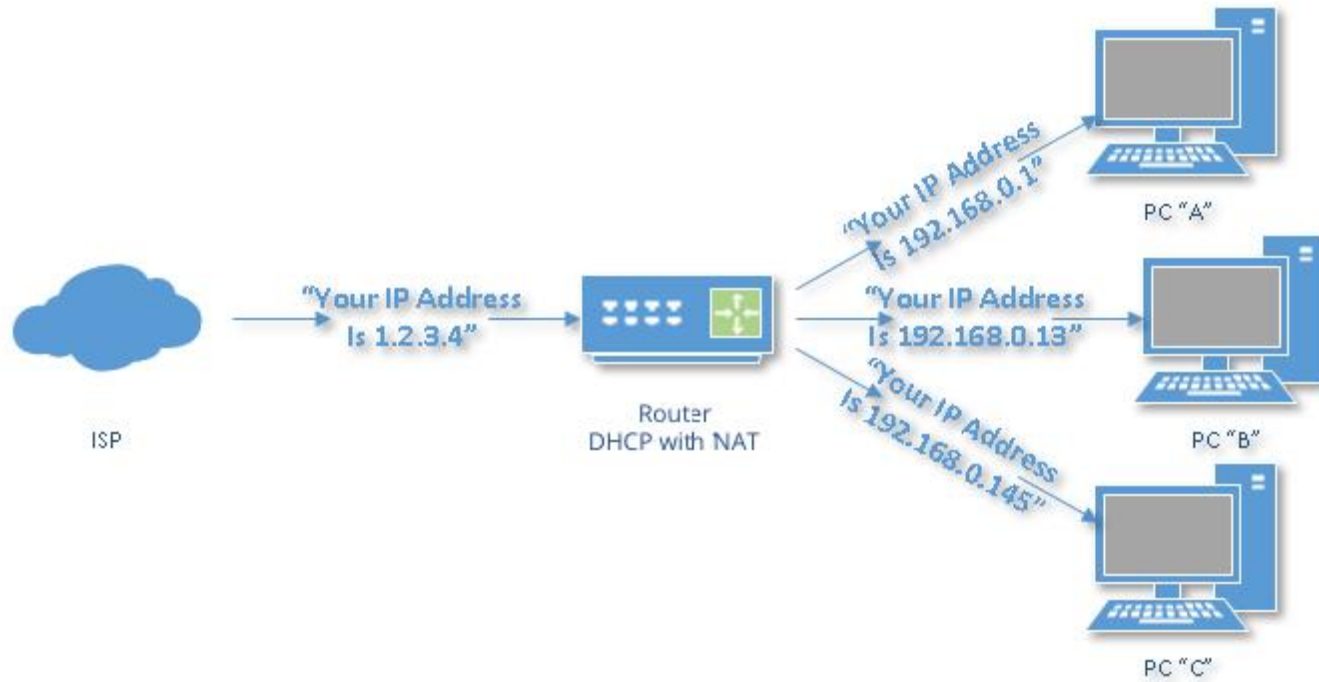 ISP
“Your IP Address
Is 1.2.3.4”
Router
DHCP with NAT
“Your IP Address
Is 192.168.0.1”
PC “A”
“Your IP Address
Is 192.168.0.13”
PC “B”
“Your IP Address
Is 192.168.0.145”
PC “C”